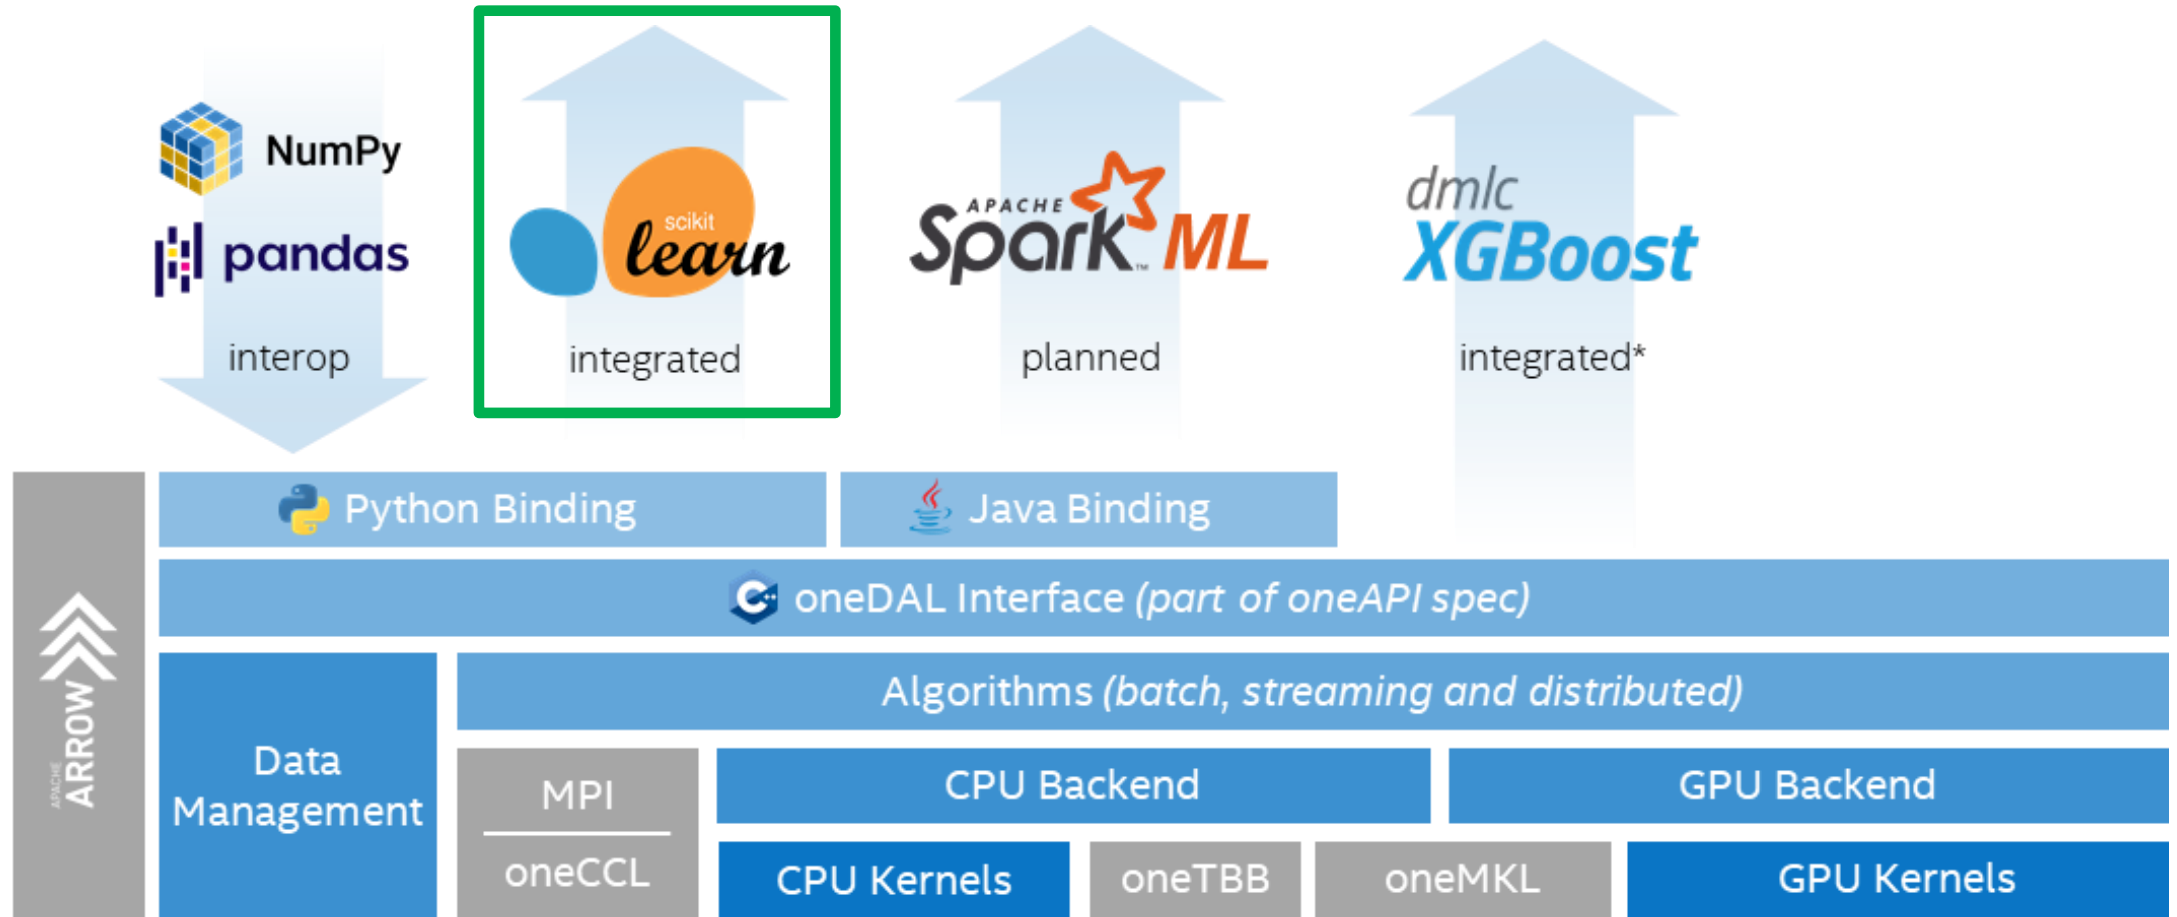 NumPy
pandas
interop
scikit
learn
integrated
APACHE
Spark™ ML
planned
dmlc
XGBoost
integrated*
Python Binding
Java Binding
oneDAL Interface (part of oneAPI spec)
APACHE
ARROW
Data
Management
Algorithms (batch, streaming and distributed)
MPI
oneCCL
CPU Backend
GPU Backend
CPU Kernels
oneTBB
oneMKL
GPU Kernels